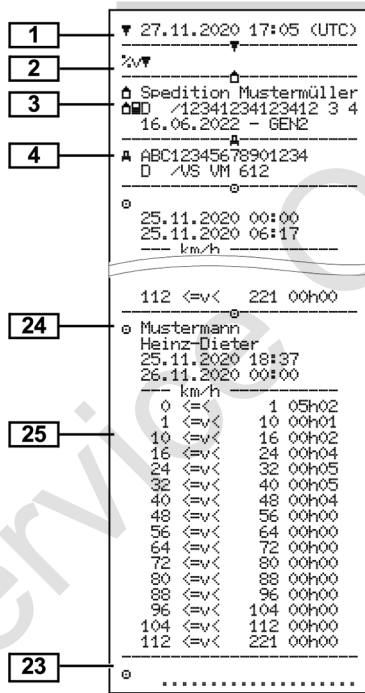 1
▼ 27.11.2020 17:05 (UTC)
2
%v▼
3
Spedition Mustermüller
D /12341234123412 3 4
16.06.2022 - GEN2
4
A ABC12345678901234
D /VS VM 612
25.11.2020 00:00
25.11.2020 06:17
--- km/h ---
112 <=v< 221 00h00
24
Mustermann
Heinz-Dieter
25.11.2020 18:37
26.11.2020 00:00
--- km/h ---
25
0 <=< 1 05h02
1 <=v< 10 00h01
10 <=v< 16 00h02
16 <=v< 24 00h04
24 <=v< 32 00h05
32 <=v< 40 00h05
40 <=v< 48 00h04
48 <=v< 56 00h00
56 <=v< 64 00h00
64 <=v< 72 00h00
72 <=v< 80 00h00
80 <=v< 88 00h00
88 <=v< 96 00h00
96 <=v< 104 00h00
104 <=v< 112 00h00
112 <=v< 221 00h00
23
...................